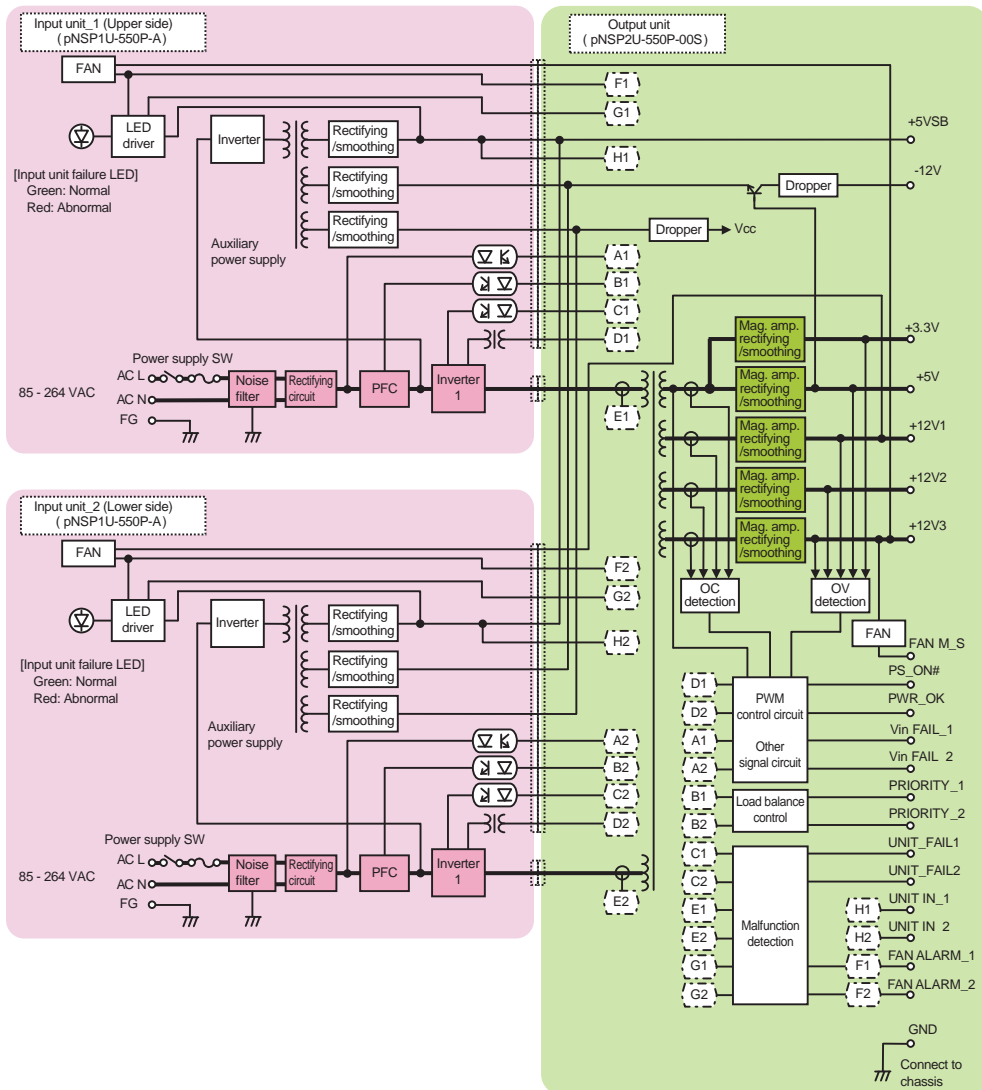 Input unit_1 (Upper side)
( pNSP1U-550P-A)
FAN
LED
driver
[Input unit failure LED]
Green: Normal
Red: Abnormal
Inverter
Rectifying
/smoothing
Rectifying
/smoothing
Rectifying
/smoothing
Auxiliary
power supply
Power supply SW
85 - 264 VAC
AC L
AC N
FG
Noise
filter
Rectifying
circuit
PFC
Inverter
1
Input unit_2 (Lower side)
( pNSP1U-550P-A)
FAN
LED
driver
[Input unit failure LED]
Green: Normal
Red: Abnormal
Inverter
Rectifying
/smoothing
Rectifying
/smoothing
Rectifying
/smoothing
Auxiliary
power supply
Power supply SW
85 - 264 VAC
AC L
AC N
FG
Noise
filter
Rectifying
circuit
PFC
Inverter
1
Output unit
( pNSP2U-550P-00S)
F1
G1
H1
A1
B1
C1
D1
E1
F2
G2
H2
A2
B2
C2
D2
E2
Dropper
Dropper
Vcc
+5VSB
-12V
Mag. amp.
rectifying
/smoothing
+3.3V
Mag. amp.
rectifying
/smoothing
+5V
Mag. amp.
rectifying
/smoothing
+12V1
Mag. amp.
rectifying
/smoothing
+12V2
Mag. amp.
rectifying
/smoothing
+12V3
OC
detection
OV
detection
FAN
FAN M_S
D1
D2
A1
A2
PWM
control circuit
Other
signal circuit
PS_ON#
PWR_OK
Vin FAIL_1
Vin FAIL 2
B1
B2
Load balance
control
PRIORITY_1
PRIORITY_2
C1
C2
E1
E2
G1
G2
Malfunction
detection
UNIT_FAIL1
UNIT_FAIL2
H1
UNIT IN_1
H2
UNIT IN 2
F1
FAN ALARM_1
F2
FAN ALARM_2
GND
Connect to
chassis